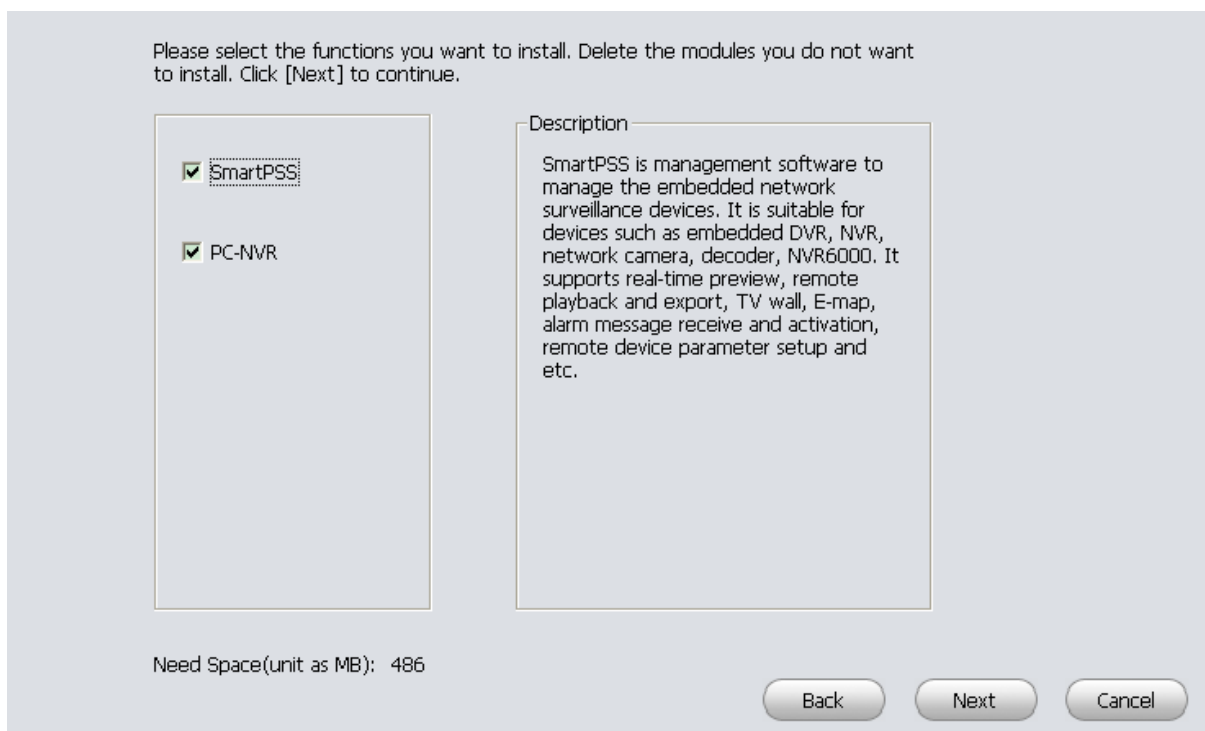 Please select the functions you want to install. Delete the modules you do not want
to install. Click [Next] to continue.
SmartPSS
PC-NVR
Description
SmartPSS is management software to
manage the embedded network
surveillance devices. It is suitable for
devices such as embedded DVR, NVR,
network camera, decoder, NVR6000. It
supports real-time preview, remote
playback and export, TV wall, E-map,
alarm message receive and activation,
remote device parameter setup and
etc.
Need Space(unit as MB): 486
Back
Next
Cancel